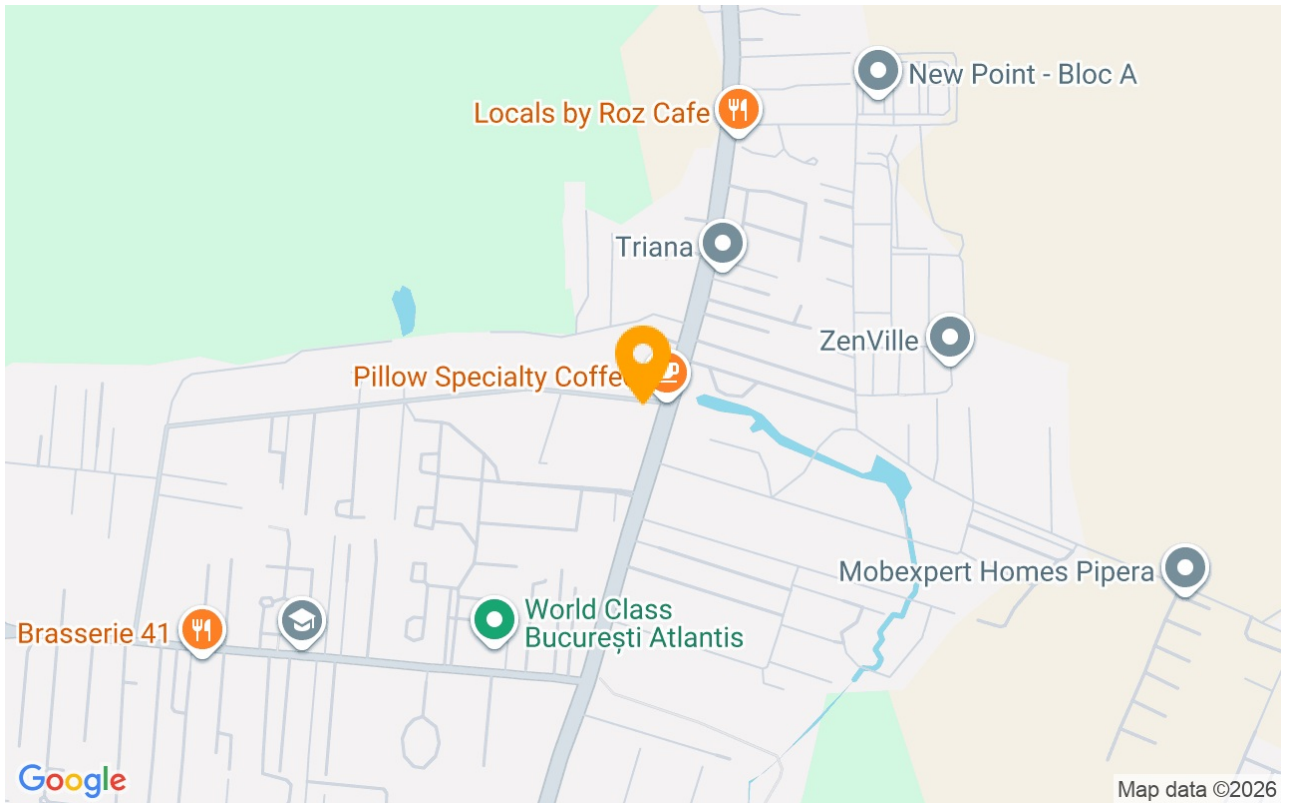 New Point - Bloc A
Locals by Roz Cafe
Triana
ZenVille
Pillow Specialty Coffe
Mobexpert Homes Pipera
World Class
București Atlantis
Brasserie 41
Google
Map data ©2026